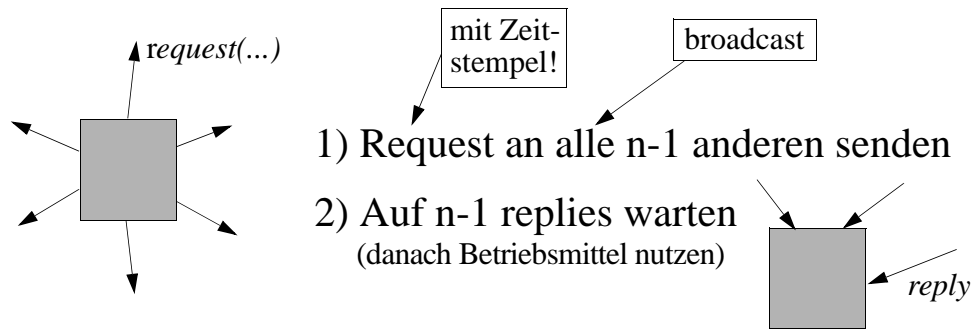 request(...)
mit Zeit-
stempel!
broadcast
1) Request an alle n-1 anderen senden
2) Auf n-1 replies warten
(danach Betriebsmittel nutzen)
reply